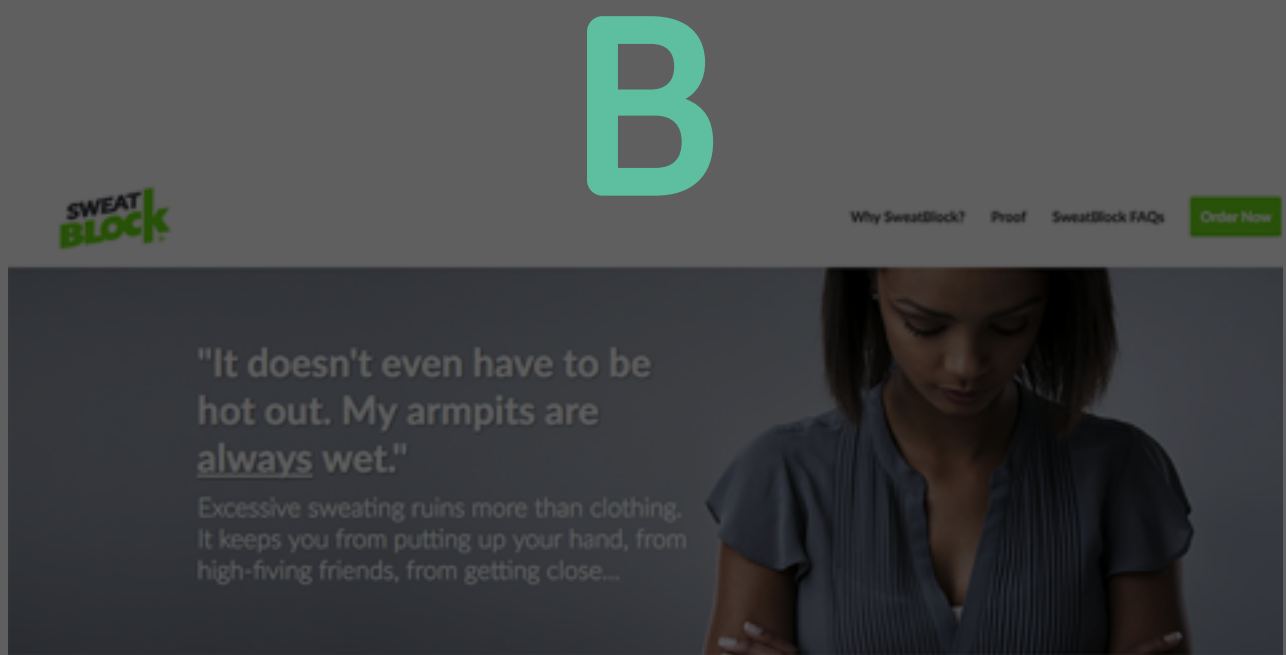 B
SWEAT
BLOCK
Why SweatBlock? Proof SweatBlock FAQs Order Now
"It doesn't even have to be
hot out. My armpits are
always wet."
Excessive sweating ruins more than clothing.
It keeps you from putting up your hand, from
high-fiving friends, from getting close...